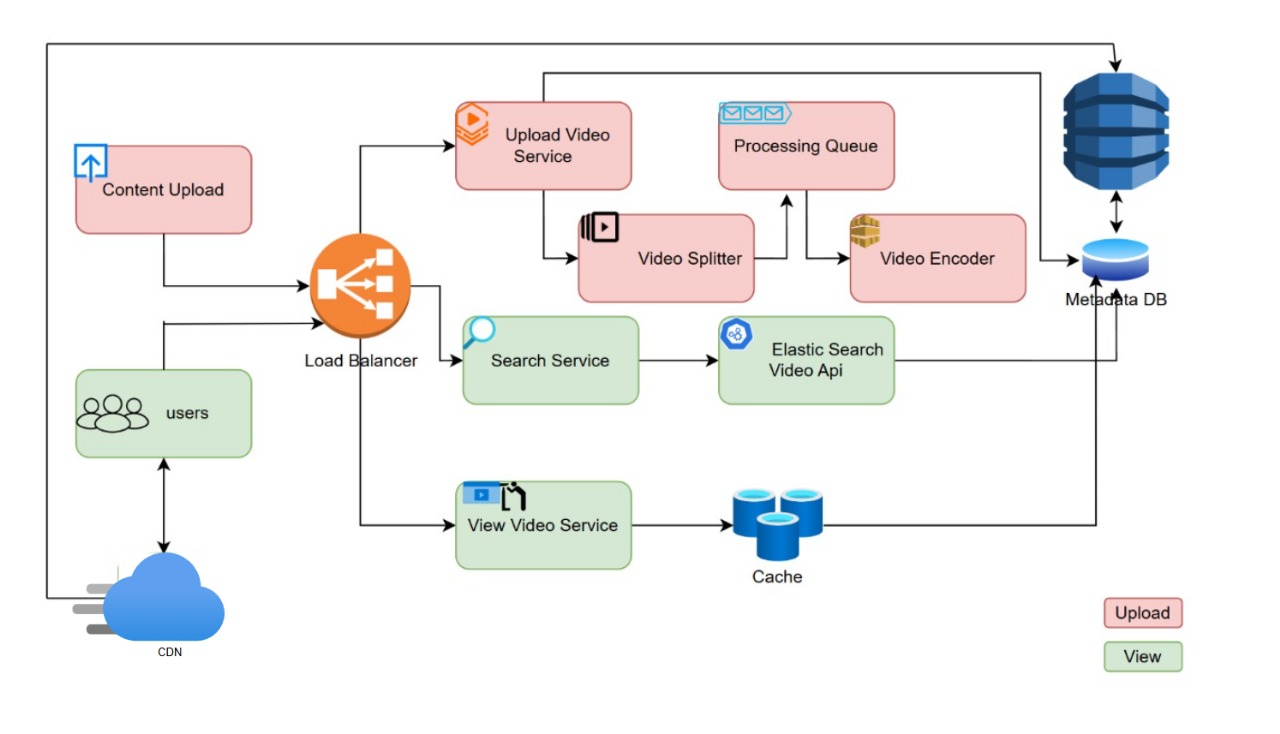 Upload Video
Service
Processing Queue
Content Upload
Video Splitter
Video Encoder
Metadata DB
Load Balancer
Search Service
Elastic Search
Video Api
users
View Video Service
Cache
CDN
Upload
View